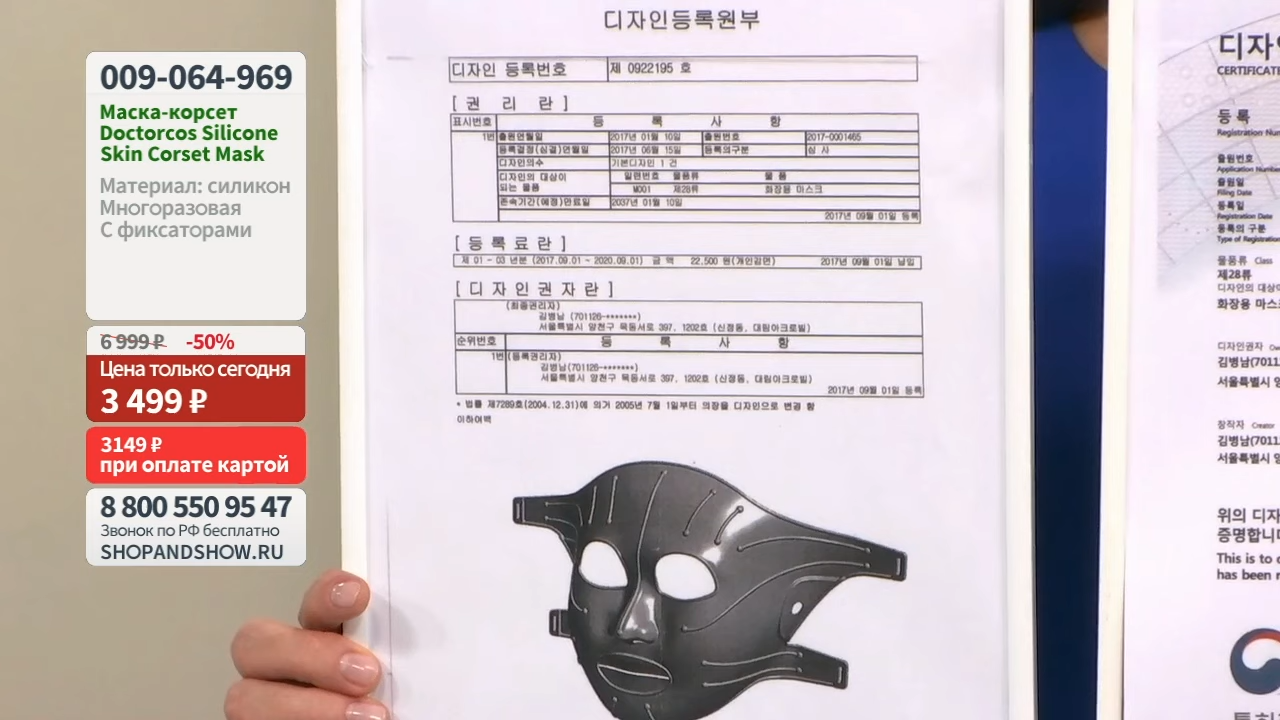 009-064-969
Маска-корсет
Doctorcos Silicone
Skin Corset Mask
Материал: силикон
Многоразовая
С фиксаторами
6 999 ₽ -50%
Цена только сегодня
3 499 ₽
3149 ₽
при оплате картой
8 800 550 95 47
Звонок по РФ бесплатно
SHOPANDSHOW.RU
디자인등록원부
디자인 등록번호 제 0922195 호
[ 권 리 란 ]
표시번호 등 록 사 항
1번 출원연월일 2017년 01월 10일 출원번호 2017-0001465
등록결정(심결)연월일 2017년 06월 15일 등록의구분 심 사
디자인의수 기본디자인 1 건
디자인의 대상이 일련번호 물품류 물 품
되는 물품 M001 제28류 화장용 마스크
존속기간(예정)만료일 2037년 01월 10일
2017년 09월 01일 등록
[ 등 록 료 란 ]
제 01 - 03 년분 (2017.09.01 ~ 2020.09.01) 금 액 22,500 원(개인감면) 2017년 09월 01일 납입
[ 디 자 인 권 자 란 ]
(최종권리자)
김병남 (701126-*******)
서울특별시 양천구 목동서로 397, 1202호 (신정동, 대림아크로빌)
순위번호 등 록 사 항
1번 (등록권리자)
김병남(701126-*******)
서울특별시 양천구 목동서로 397, 1202호 (신정동, 대림아크로빌)
2017년 09월 01일 등록
* 법률 제7289호(2004.12.31)에 의거 2005년 7월 1일부터 의장을 디자인으로 변경 함
이하여백
디자
CERTIFICATE
등 록
Registration Num
출원번호
Application Number
출원일
Filing Date
등록일
Registration Date
등록의 구분
Type of Registration
물품류 Class
제28류
디자인의 대상이
화장용 마스
디자인권자
김병남(7011
서울특별시 양
창작자 Creator
김병남(7011
서울특별시 양
위의 디자
증명합니
This is to c
has been r